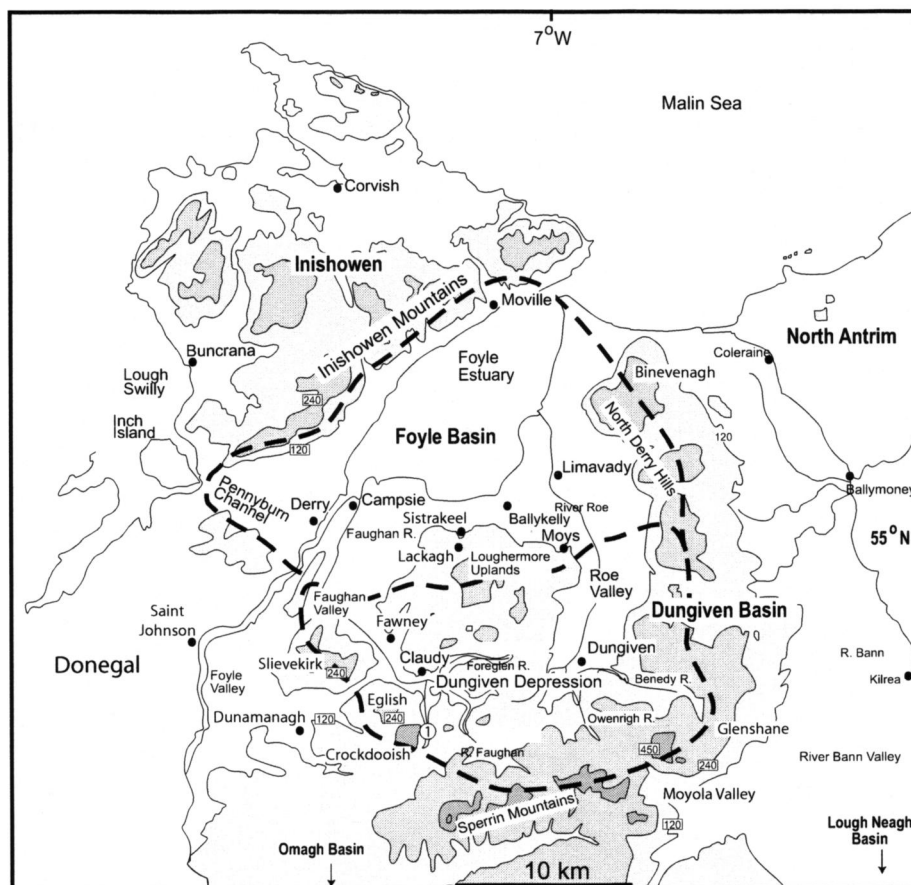 7°W
Malin Sea
Corvish
Inishowen
Inishowen Mountains
Moville
North Antrim
Buncrana
Coleraine
Lough
Swilly
Foyle
Estuary
Binevenagh
240
Inch
Island
North Derry Hills
120
120
Foyle Basin
Limavady
Pennyburn
Channel
Ballymoney
Derry
Campsie
River Roe
Sistrakeel
Ballykelly
Faughan R.
Moys
55°N
Lackagh
Loughermore
Uplands
Roe
Valley
Faughan
Valley
Saint
Johnson
Fawney
Dungiven Basin
Donegal
Slievekirk
240
Claudy
Foreglen R.
Dungiven
R. Bann
Foyle
Valley
Dungiven Depression
Benedy R.
Kilrea
Eglish
240
Dunamanagh
120
1
Owenrigh R.
Glenshane
Crockdooish
R. Faughan
450
240
River Bann Valley
Moyola Valley
Sperrin Mountains
120
Omagh Basin
Lough Neagh
Basin
10 km